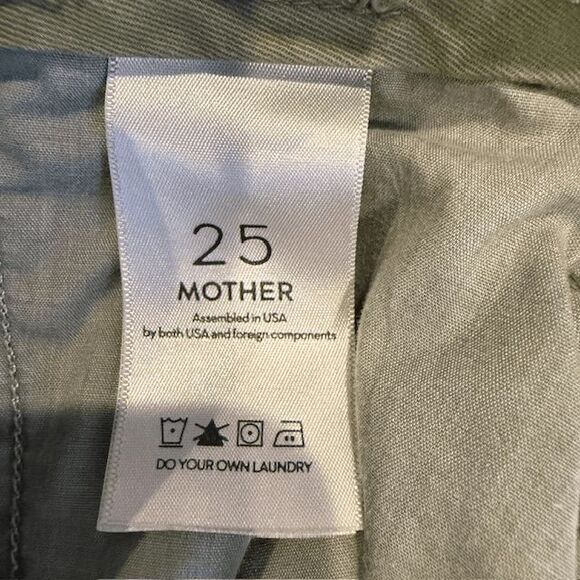 25
MOTHER
Assembled in USA
by both USA and foreign components
DO YOUR OWN LAUNDRY